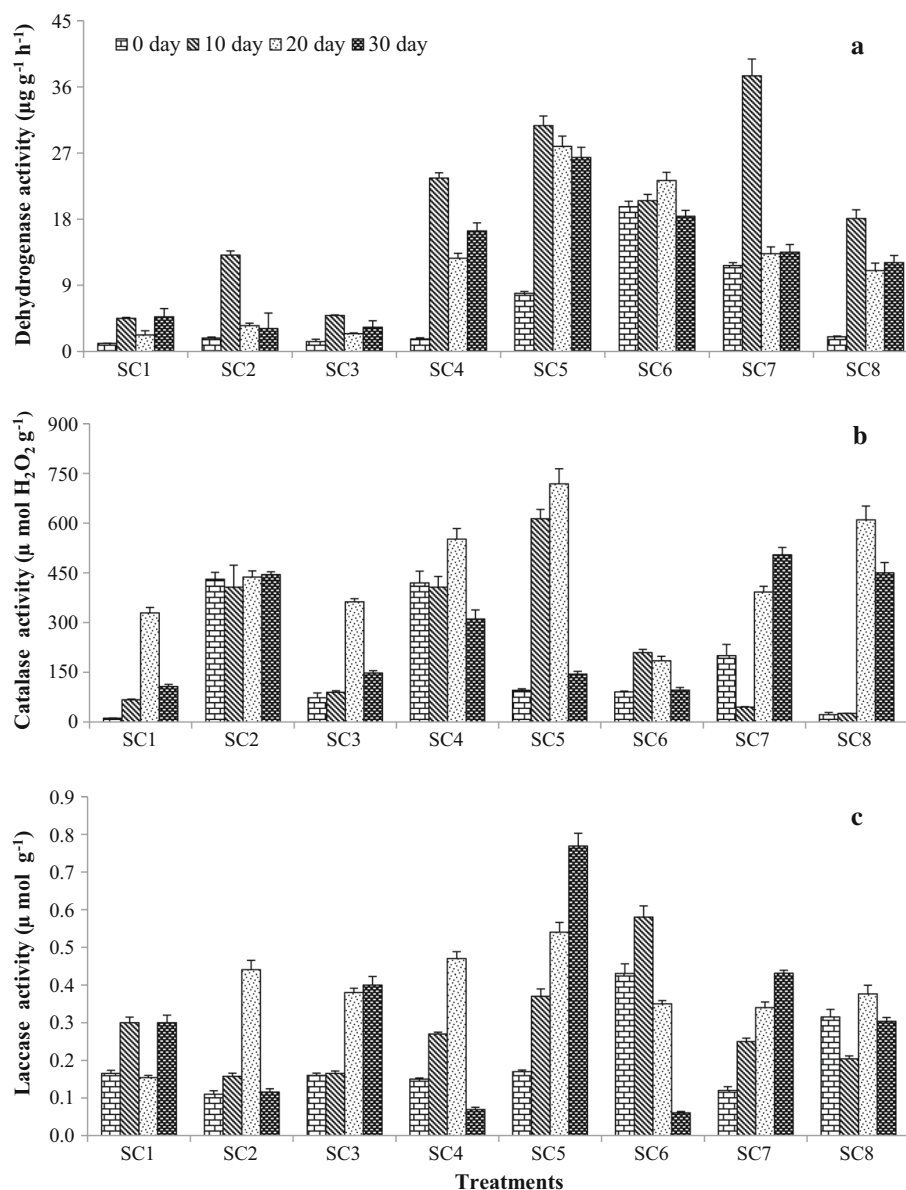 45
36
27
18
9
0
Dehydrogenase activity (µg g⁻¹ h⁻¹)
0 day 10 day 20 day 30 day
a
SC1 SC2 SC3 SC4 SC5 SC6 SC7 SC8
900
750
600
450
300
150
0
Catalase activity (µ mol H₂O₂ g⁻¹)
b
SC1 SC2 SC3 SC4 SC5 SC6 SC7 SC8
0.9
0.8
0.7
0.6
0.5
0.4
0.3
0.2
0.1
0.0
Laccase activity (µ mol g⁻¹)
c
SC1 SC2 SC3 SC4 SC5 SC6 SC7 SC8
Treatments